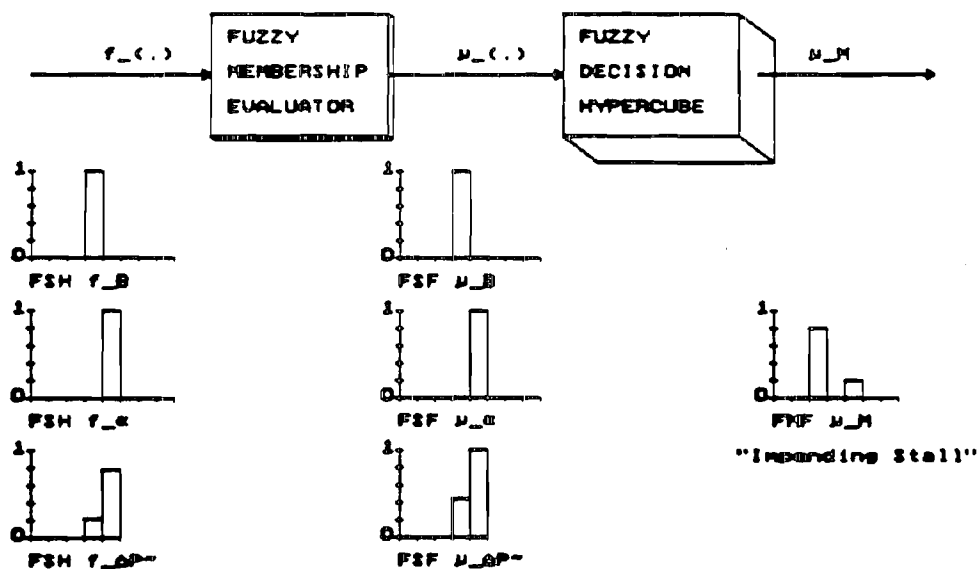 f_(.)
FUZZY
MEMBERSHIP
EVALUATOR
μ_(.)
FUZZY
DECISION
HYPERCUBE
μ_M
1
0
FSH f_B
1
0
FSF μ_B
1
0
FSH f_α
1
0
FSF μ_α
1
0
FMF μ_M
"Impending Stall"
1
0
FSH f_ΔP~
1
0
FSF μ_ΔP~